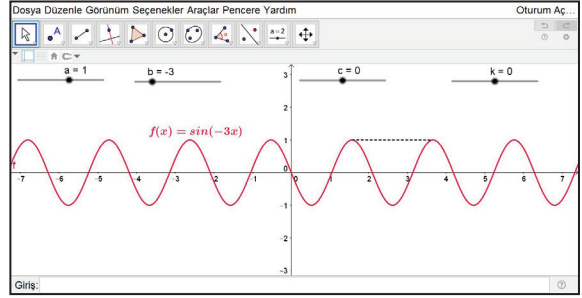 Dosya Düzenle Görünüm Seçenekler Araçlar Pencere Yardım Oturum Aç...
A a=2
a = 1 b = -3 c = 0 k = 0
f(x) = sin(-3x)
f
3
2
1
0
-7 -6 -5 -4 -3 -2 -1 0 1 2 3 4 5 6 7
-1
-2
-3
Giriş: